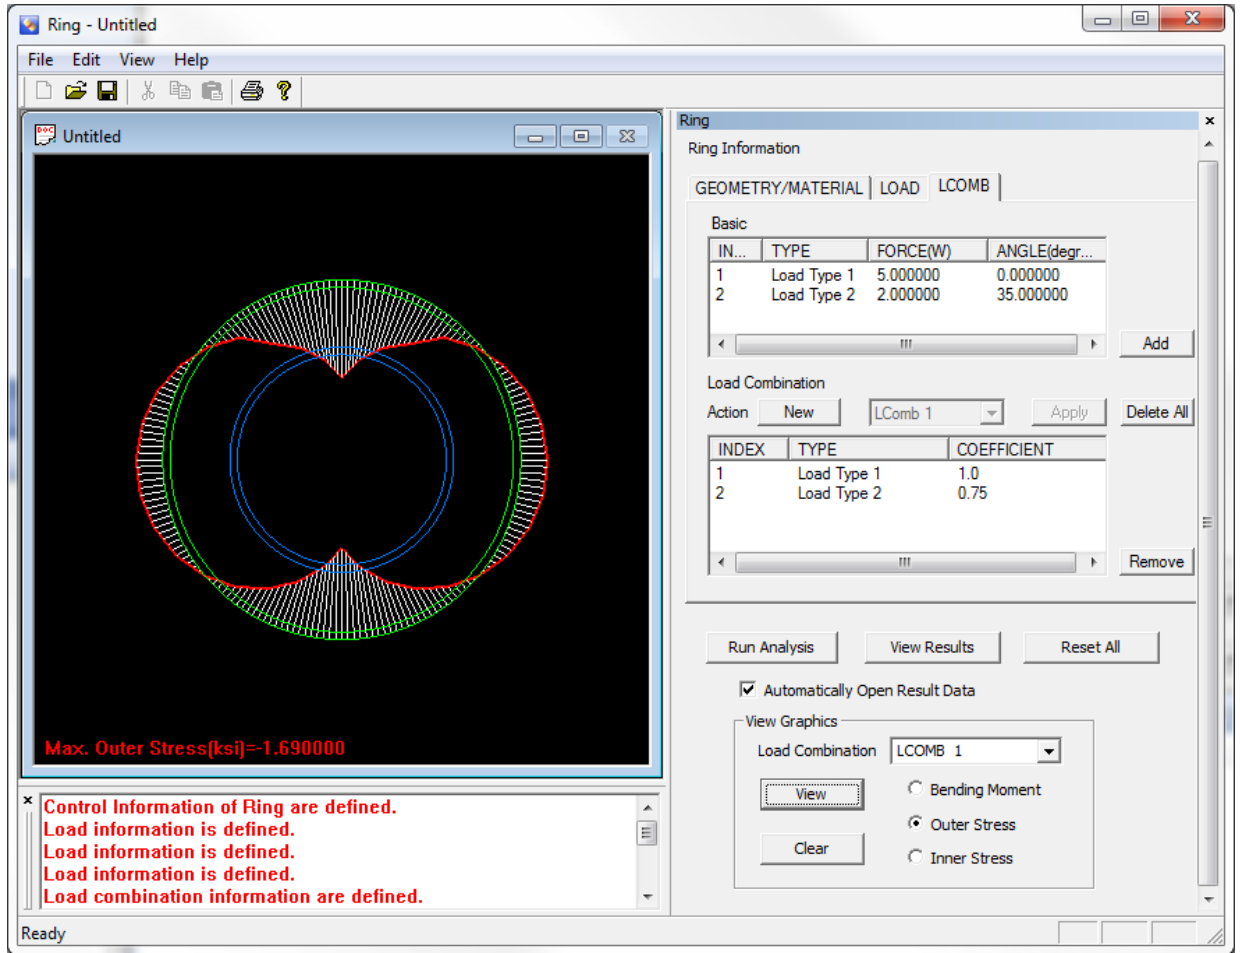 Ring - Untitled
File Edit View Help
Untitled
Max. Outer Stress(ksi)=-1.690000
Control Information of Ring are defined.
Load information is defined.
Load information is defined.
Load information is defined.
Load combination information are defined.
Ready
Ring
Ring Information
GEOMETRY/MATERIAL LOAD LCOMB
Basic
IN... TYPE FORCE(W) ANGLE(degr...
1 Load Type 1 5.000000 0.000000
2 Load Type 2 2.000000 35.000000
Add
Load Combination
Action New LComb 1 Apply Delete All
INDEX TYPE COEFFICIENT
1 Load Type 1 1.0
2 Load Type 2 0.75
Remove
Run Analysis View Results Reset All
Automatically Open Result Data
View Graphics
Load Combination LCOMB 1
View Bending Moment
Outer Stress
Clear Inner Stress